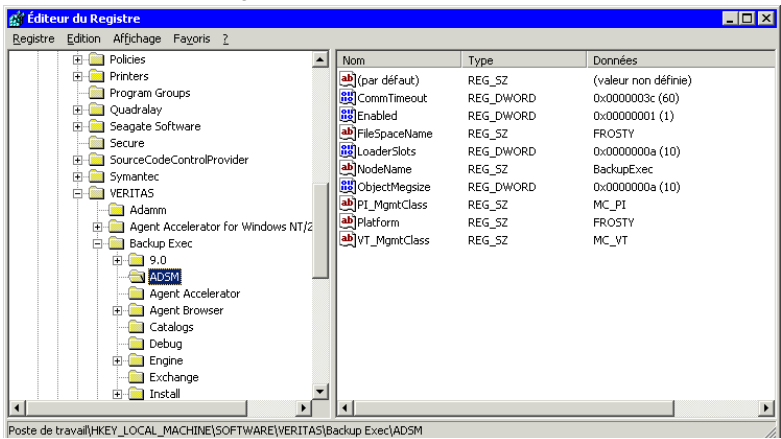 Éditeur du Registre
Registre Edition Affichage Favoris ?
Policies
Printers
Program Groups
Quadralay
Seagate Software
Secure
SourceCodeControlProvider
Symantec
VERITAS
Adamm
Agent Accelerator for Windows NT/2
Backup Exec
9.0
ADSM
Agent Accelerator
Agent Browser
Catalogs
Debug
Engine
Exchange
Install
Nom Type Données
(par défaut) REG_SZ (valeur non définie)
CommTimeout REG_DWORD 0x0000003c (60)
Enabled REG_DWORD 0x00000001 (1)
FileSpaceName REG_SZ FROSTY
LoaderSlots REG_DWORD 0x0000000a (10)
NodeName REG_SZ BackupExec
ObjectMegsize REG_DWORD 0x0000000a (10)
PI_MgmtClass REG_SZ MC_PI
Platform REG_SZ FROSTY
VT_MgmtClass REG_SZ MC_VT
Poste de travail\HKEY_LOCAL_MACHINE\SOFTWARE\VERITAS\Backup Exec\ADSM